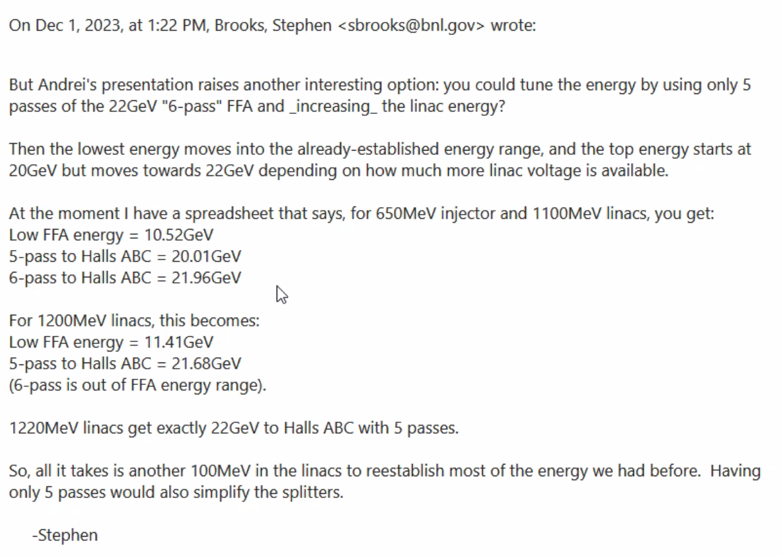 On Dec 1, 2023, at 1:22 PM, Brooks, Stephen <sbrooks@bnl.gov> wrote:
But Andrei's presentation raises another interesting option: you could tune the energy by using only 5
passes of the 22GeV "6-pass" FFA and _increasing_ the linac energy?
Then the lowest energy moves into the already-established energy range, and the top energy starts at
20GeV but moves towards 22GeV depending on how much more linac voltage is available.
At the moment I have a spreadsheet that says, for 650MeV injector and 1100MeV linacs, you get:
Low FFA energy = 10.52GeV
5-pass to Halls ABC = 20.01GeV
6-pass to Halls ABC = 21.96GeV
For 1200MeV linacs, this becomes:
Low FFA energy = 11.41GeV
5-pass to Halls ABC = 21.68GeV
(6-pass is out of FFA energy range).
1220MeV linacs get exactly 22GeV to Halls ABC with 5 passes.
So, all it takes is another 100MeV in the linacs to reestablish most of the energy we had before.  Having
only 5 passes would also simplify the splitters.
-Stephen